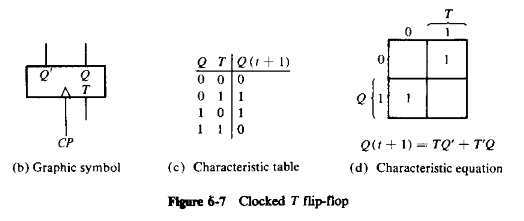 Q' Q
T
CP
(b) Graphic symbol
Q T Q (t + 1)
0 0 0
0 1 1
1 0 1
1 1 0
(c) Characteristic table
T
0 1
0 1
Q { 1 1
Q(t + 1) = TQ' + T'Q
(d) Characteristic equation
Figure 6-7 Clocked T flip-flop